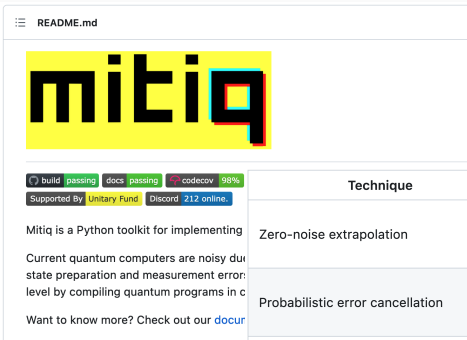 README.md
mitiq
build passing docs passing codecov 98%
Supported By Unitary Fund Discord 212 online.
Mitiq is a Python toolkit for implementing
Current quantum computers are noisy due
state preparation and measurement errors
level by compiling quantum programs in
Want to know more? Check out our
Technique
Zero-noise extrapolation
Probabilistic error cancellation